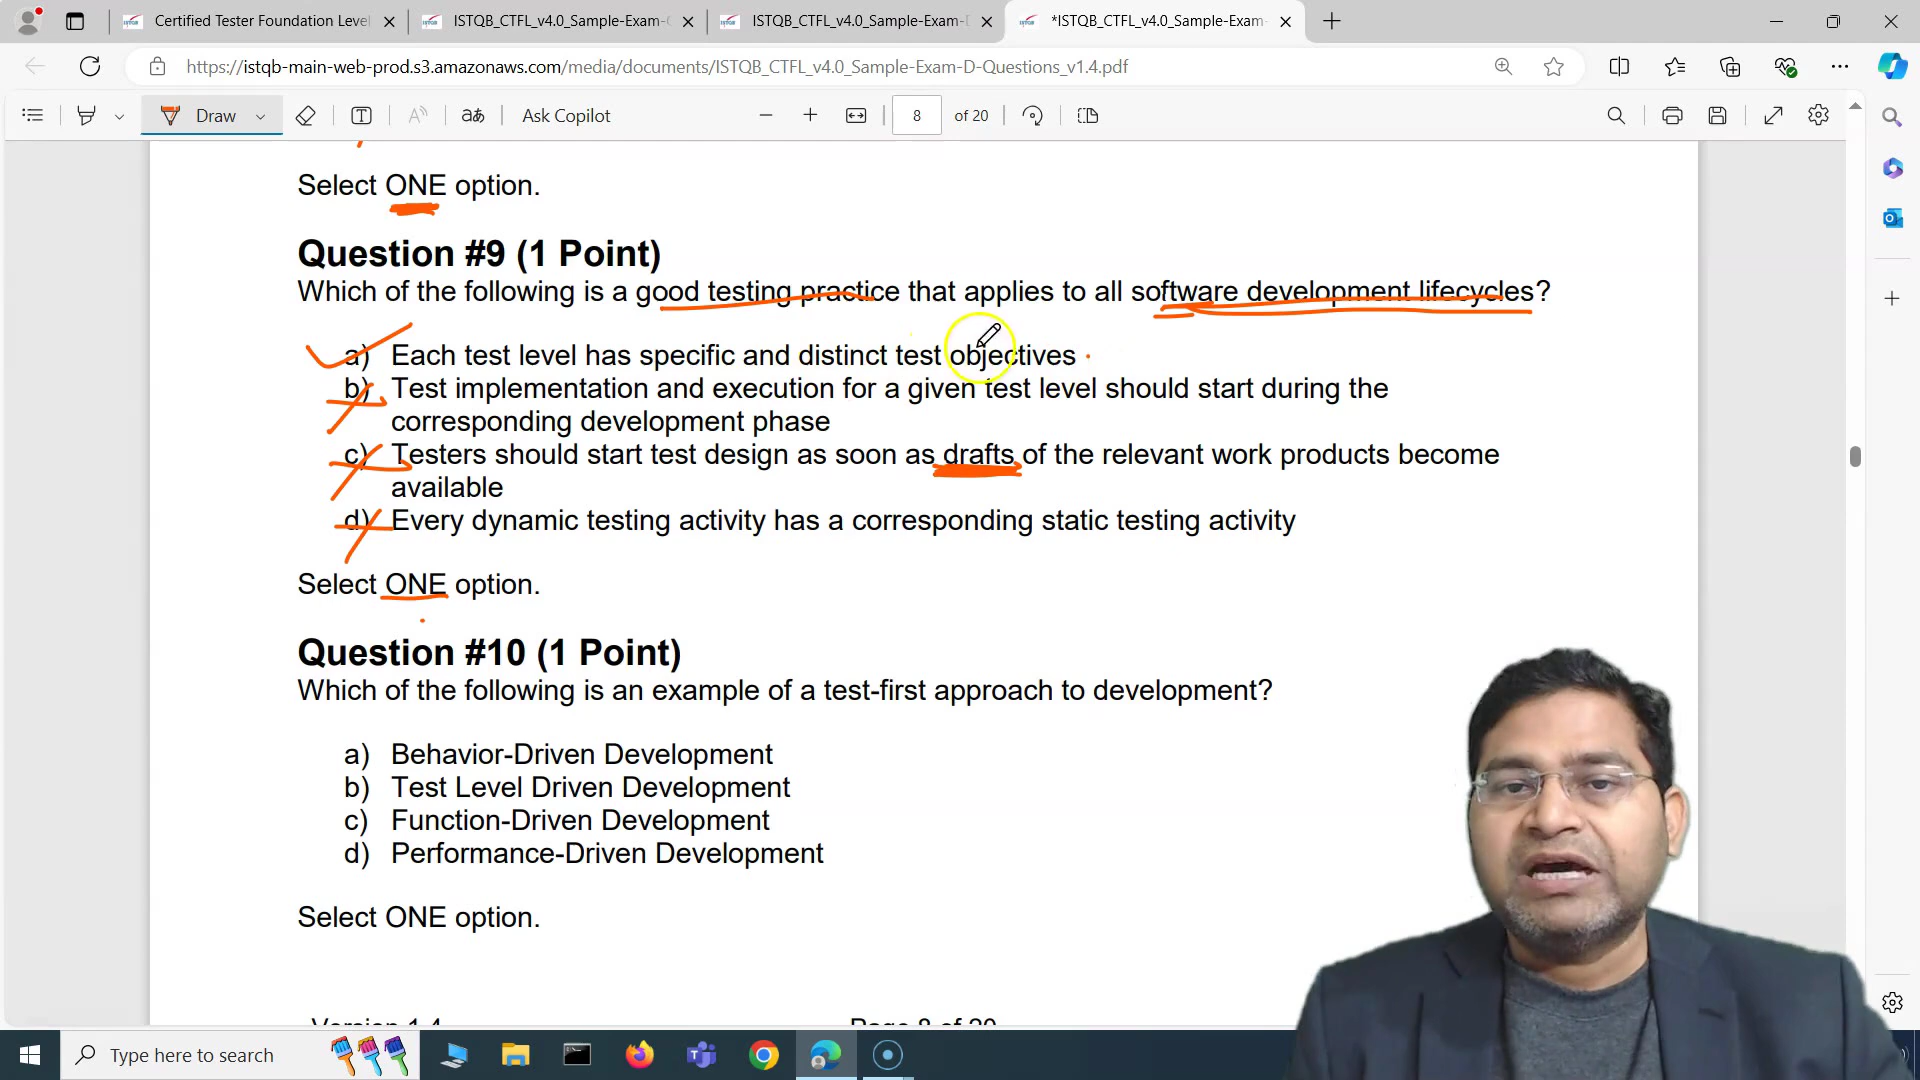 Certified Tester Foundation Level
ISTQB_CTFL_v4.0_Sample-Exam-C
ISTQB_CTFL_v4.0_Sample-Exam-D
*ISTQB_CTFL_v4.0_Sample-Exam-
https://istqb-main-web-prod.s3.amazonaws.com/media/documents/ISTQB_CTFL_v4.0_Sample-Exam-D-Questions_v1.4.pdf
Draw
Ask Copilot
8 of 20
Select ONE option.
Question #9 (1 Point)
Which of the following is a good testing practice that applies to all software development lifecycles?
a) Each test level has specific and distinct test objectives
b) Test implementation and execution for a given test level should start during the
corresponding development phase
c) Testers should start test design as soon as drafts of the relevant work products become
available
d) Every dynamic testing activity has a corresponding static testing activity
Select ONE option.
Question #10 (1 Point)
Which of the following is an example of a test-first approach to development?
a) Behavior-Driven Development
b) Test Level Driven Development
c) Function-Driven Development
d) Performance-Driven Development
Select ONE option.
Version 1.4
Page 8 of 20
Type here to search